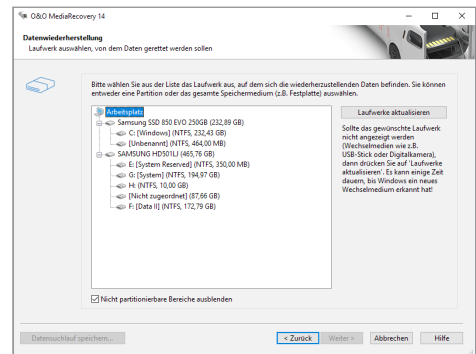 O&O MediaRecovery 14
Datenwiederherstellung
Laufwerk auswählen, von dem Daten gerettet werden sollen
Bitte wählen Sie aus der Liste das Laufwerk aus, auf dem sich die wiederherzustellenden Daten befinden. Sie können
entweder eine Partition oder das gesamte Speichermedium (z.B. Festplatte) auswählen.
Arbeitsplatz
Samsung SSD 850 EVO 250GB (232,89 GB)
C: [Windows] (NTFS, 232,43 GB)
[Unbenannt] (NTFS, 464,00 MB)
SAMSUNG HD501LJ (465,76 GB)
E: [System Reserved] (NTFS, 350,00 MB)
G: [System] (NTFS, 194,97 GB)
H: (NTFS, 10,00 GB)
[Nicht zugeordnet] (87,66 GB)
F: [Data II] (NTFS, 172,79 GB)
Laufwerke aktualisieren
Sollte das gewünschte Laufwerk
nicht angezeigt werden
(Wechselmedien wie z.B.
USB-Stick oder Digitalkamera),
dann drücken Sie auf 'Laufwerke
aktualisieren'. Es kann einige Zeit
dauern, bis Windows ein neues
Wechselmedium erkannt hat!
Nicht partitionierbare Bereiche ausblenden
Datensuchlauf speichern...
< Zurück
Weiter >
Abbrechen
Hilfe